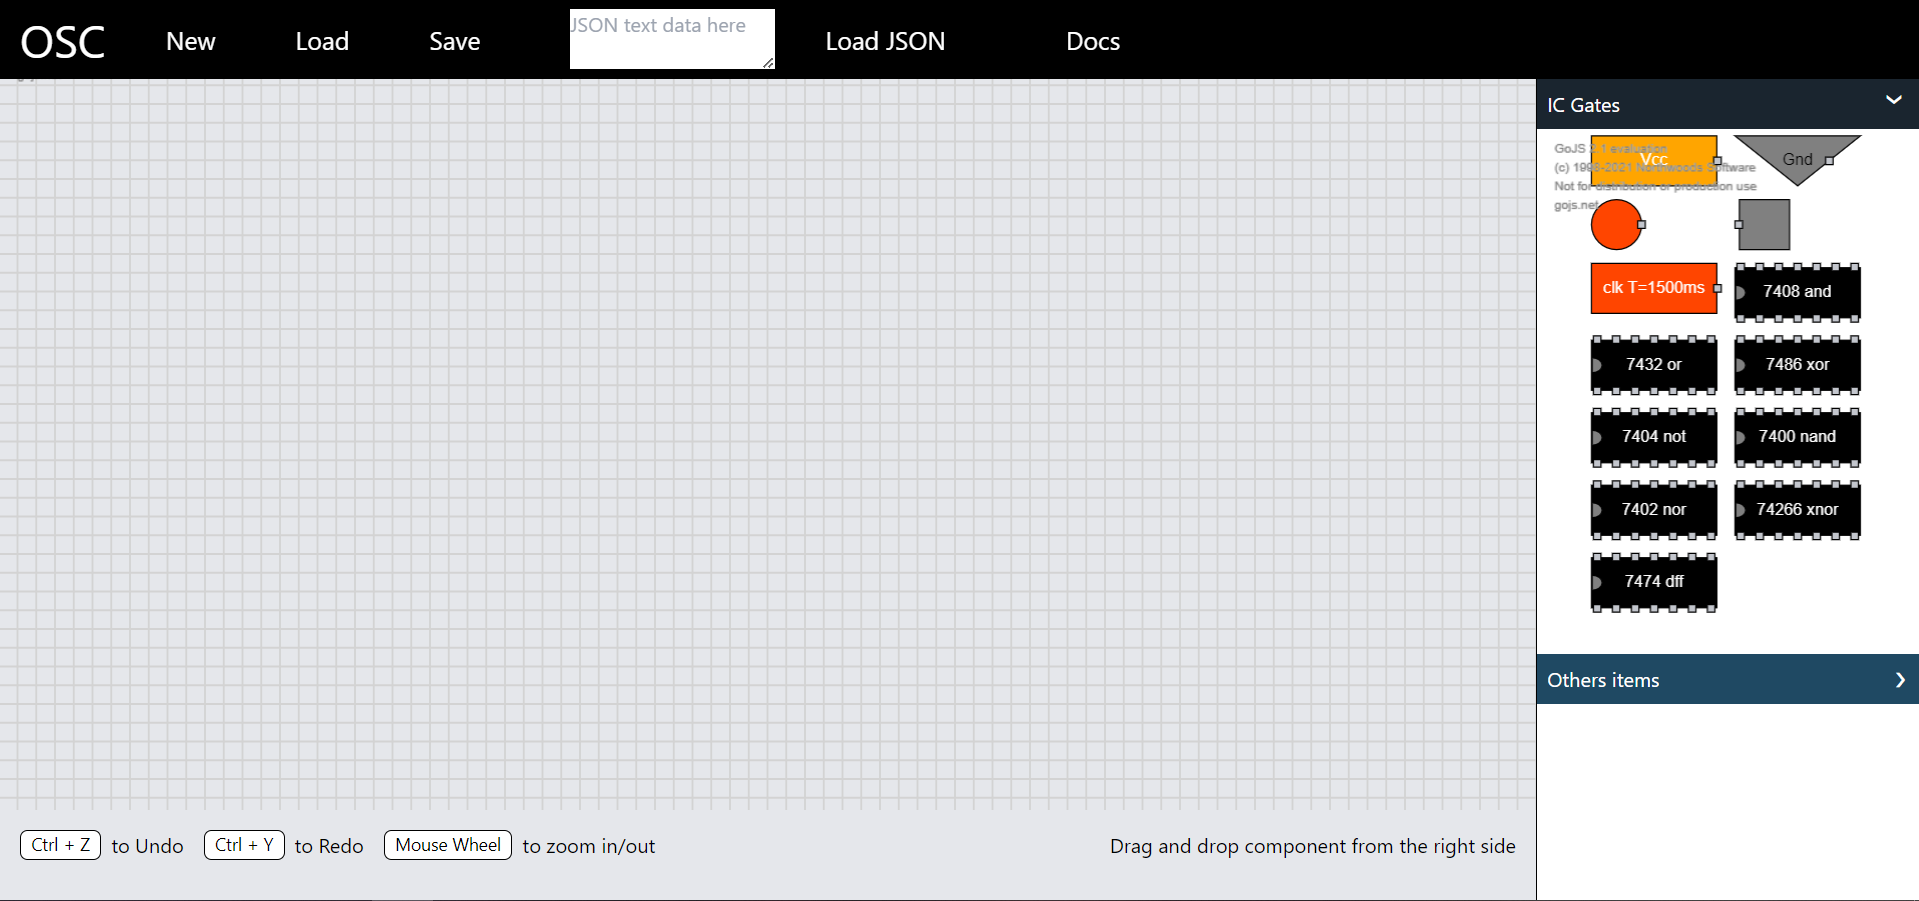 OSC New Load Save JSON text data here Load JSON Docs
IC Gates
GoJS 2.1 evaluation
Vcc
Gnd
(c) 1998-2021 Northwoods Software
Not for distribution or production use
gojs.net
clk T=1500ms
7408 and
7432 or
7486 xor
7404 not
7400 nand
7402 nor
74266 xnor
7474 dff
Others items
Ctrl + Z to Undo Ctrl + Y to Redo Mouse Wheel to zoom in/out
Drag and drop component from the right side